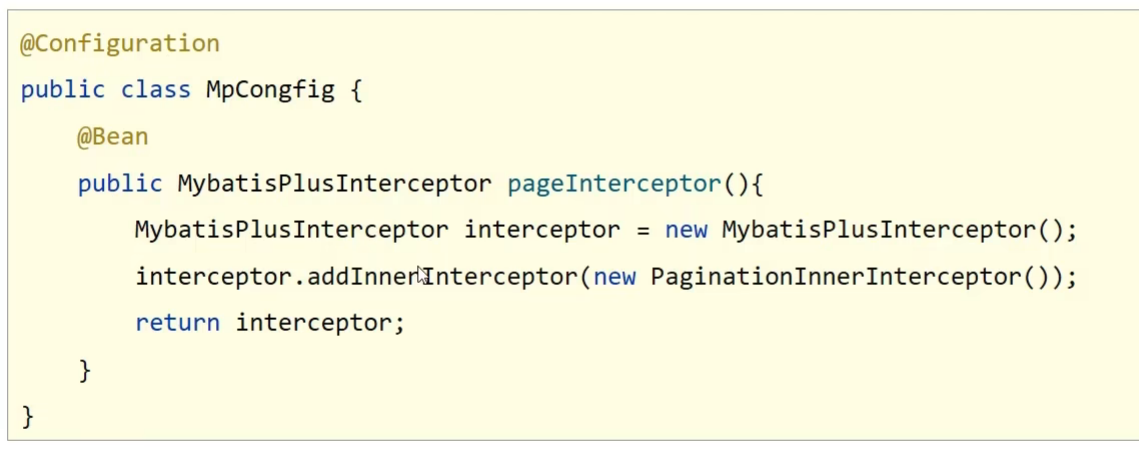 @Configuration
public class MpCongfig {
@Bean
public MybatisPlusInterceptor pageInterceptor(){
MybatisPlusInterceptor interceptor = new MybatisPlusInterceptor();
interceptor.addInnerInterceptor(new PaginationInnerInterceptor());
return interceptor;
}
}